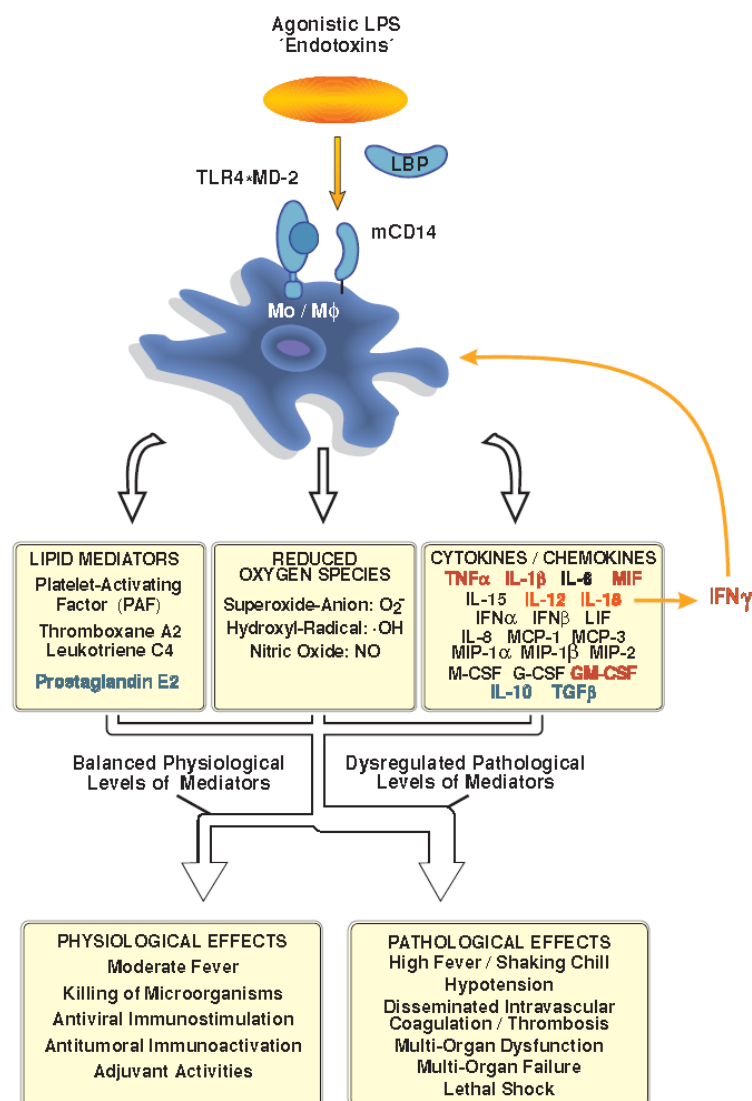 Agonistic LPS
´Endotoxins´
LBP
TLR4*MD-2
mCD14
Mo / Mϕ
LIPID MEDIATORS
Platelet-Activating
Factor (PAF)
Thromboxane A2
Leukotriene C4
Prostaglandin E2
REDUCED
OXYGEN SPECIES
Superoxide-Anion: O₂⁻
Hydroxyl-Radical: ·OH
Nitric Oxide: NO
CYTOKINES / CHEMOKINES
TNFα IL-1β IL-6 MIF
IL-15 IL-12 IL-18
IFNα IFNβ LIF
IL-8 MCP-1 MCP-3
MIP-1α MIP-1β MIP-2
M-CSF G-CSF GM-CSF
IL-10 TGFβ
IFNγ
Balanced Physiological
Levels of Mediators
Dysregulated Pathological
Levels of Mediators
PHYSIOLOGICAL EFFECTS
Moderate Fever
Killing of Microorganisms
Antiviral Immunostimulation
Antitumoral Immunoactivation
Adjuvant Activities
PATHOLOGICAL EFFECTS
High Fever / Shaking Chill
Hypotension
Disseminated Intravascular
Coagulation / Thrombosis
Multi-Organ Dysfunction
Multi-Organ Failure
Lethal Shock